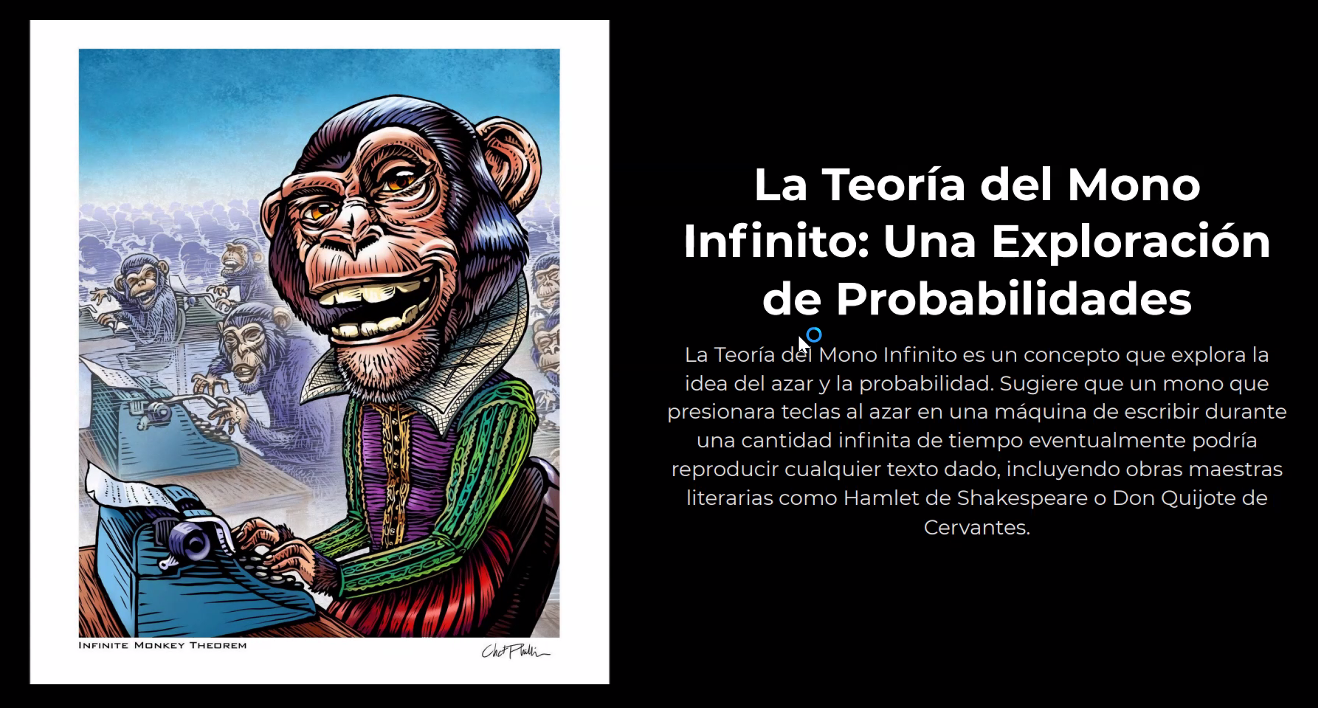 La Teoría del Mono
Infinito: Una Exploración
de Probabilidades
La Teoría del Mono Infinito es un concepto que explora la
idea del azar y la probabilidad. Sugiere que un mono que
presionara teclas al azar en una máquina de escribir durante
una cantidad infinita de tiempo eventualmente podría
reproducir cualquier texto dado, incluyendo obras maestras
literarias como Hamlet de Shakespeare o Don Quijote de
Cervantes.
INFINITE MONKEY THEOREM